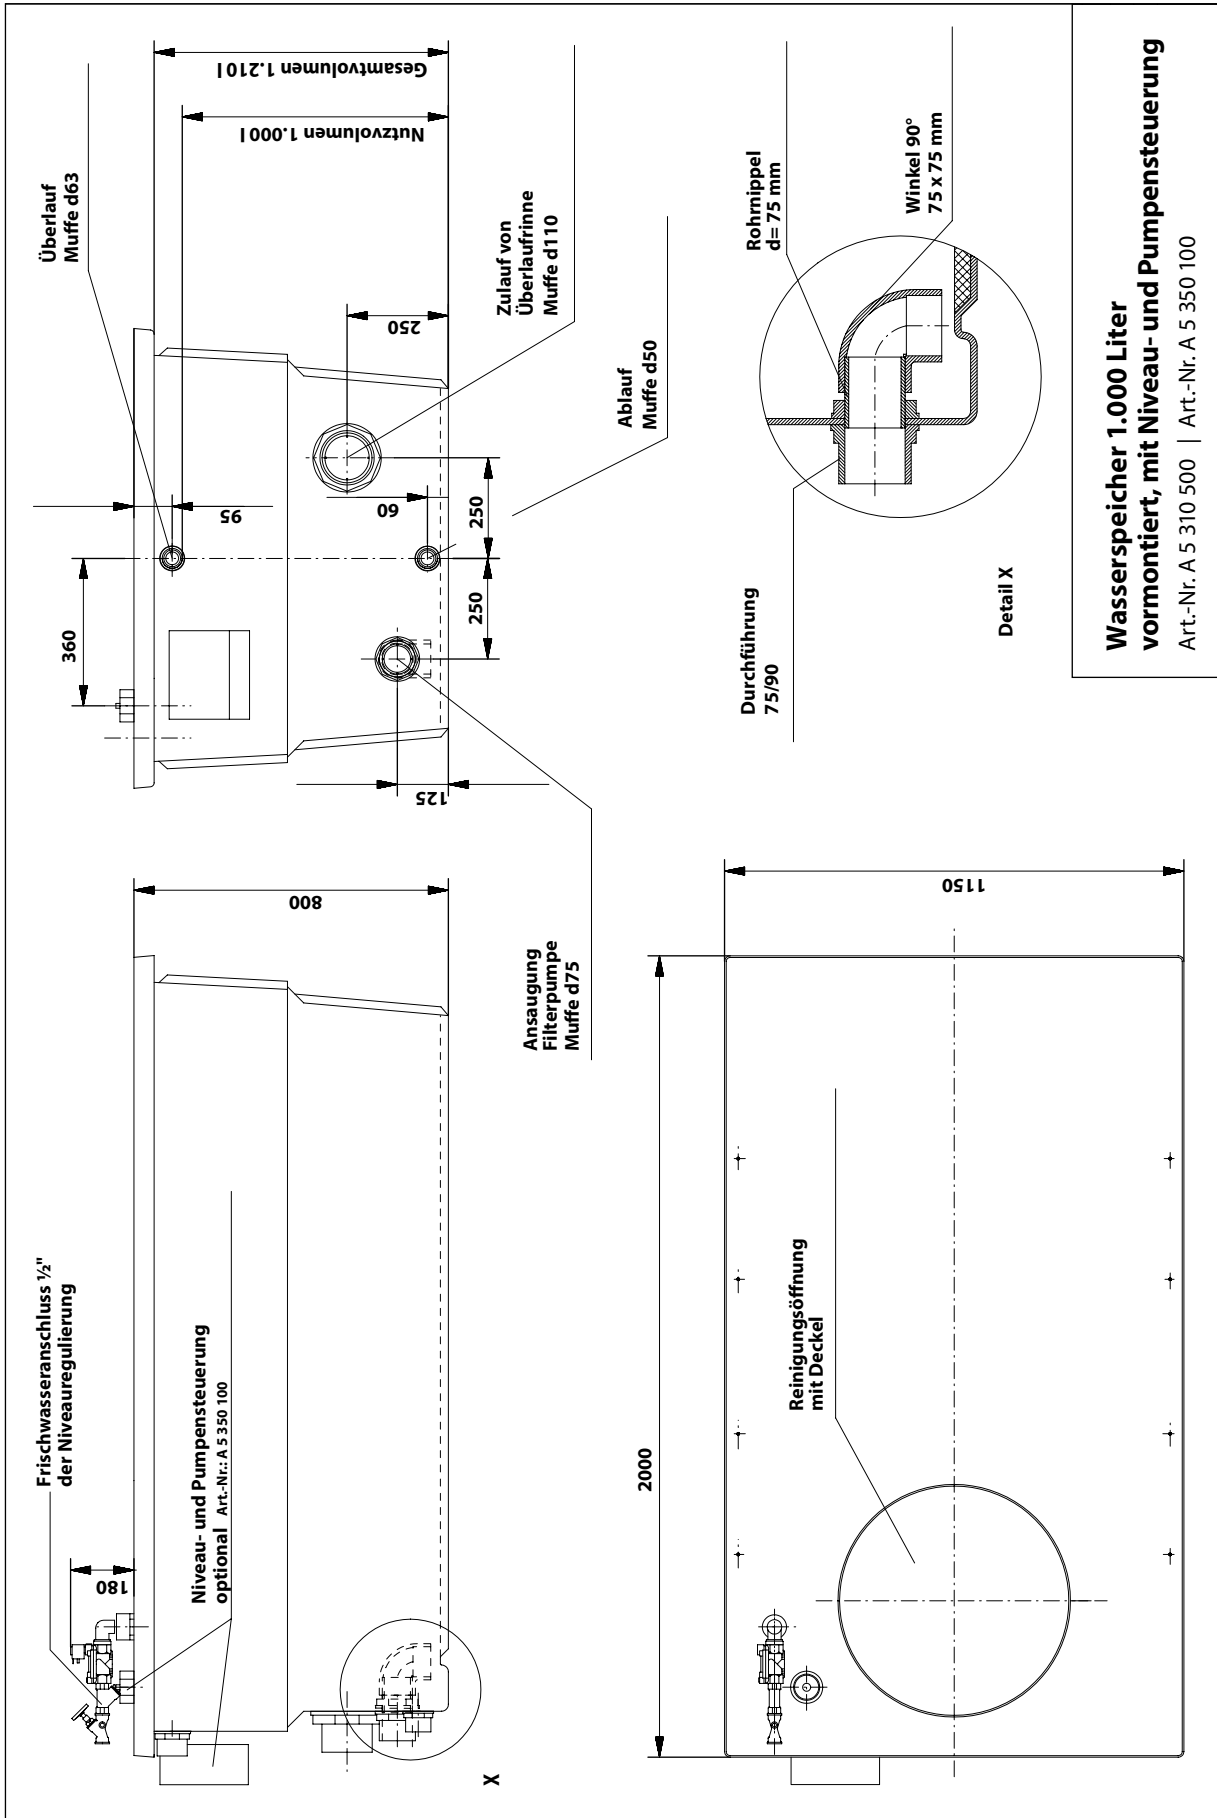 Frischwasseranschluss ½"
der Niveauregulierung
180
Niveau- und Pumpensteuerung
optional Art.-Nr.: A 5 350 100
800
X
Überlauf
Muffe d63
Gesamtvolumen 1.210 l
Nutzvolumen 1.000 l
360
95
250
60
250
250
125
Zulauf von
Überlaufrinne
Muffe d110
Ablauf
Muffe d50
Ansaugung
Filterpumpe
Muffe d75
2000
1150
Reinigungsöffnung
mit Deckel
Rohrnippel
d= 75 mm
Winkel 90°
75 x 75 mm
Durchführung
75/90
Detail X
Wasserspeicher 1.000 Liter
vormontiert, mit Niveau- und Pumpensteuerung
Art.-Nr. A 5 310 500 | Art.-Nr. A 5 350 100